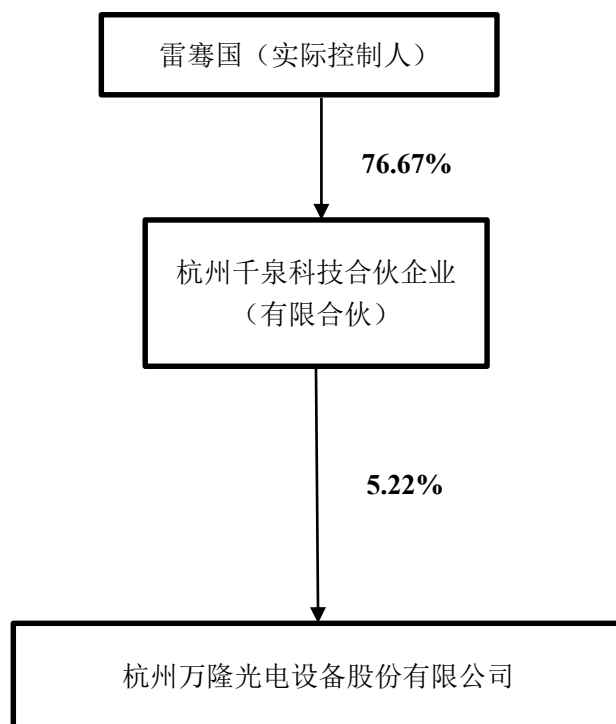 雷骞国（实际控制人）
76.67%
杭州千泉科技合伙企业
（有限合伙）
5.22%
杭州万隆光电设备股份有限公司